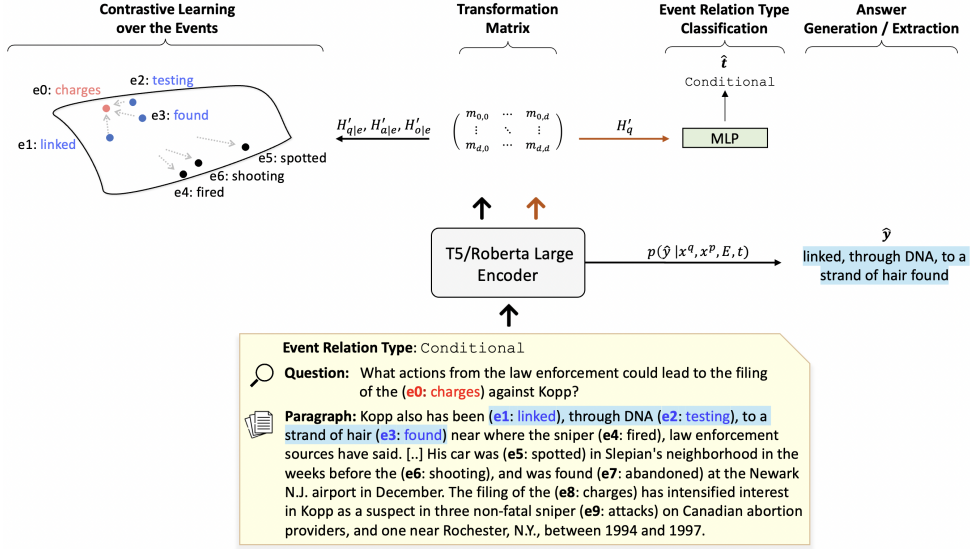 Contrastive Learning
over the Events
Transformation
Matrix
Event Relation Type
Classification
Answer
Generation / Extraction
e2: testing
e0: charges
e3: found
e1: linked
e5: spotted
e6: shooting
e4: fired
H′q|e, H′a|e, H′o|e
m0,0 ⋯ m0,d
⋮ ⋱ ⋮
md,0 ⋯ md,d
H′q
t̂
Conditional
MLP
T5/Roberta Large
Encoder
p(ŷ |x^q, x^p, E, t)
ŷ
linked, through DNA, to a
strand of hair found
Event Relation Type: Conditional
Question: What actions from the law enforcement could lead to the filing
of the (e0: charges) against Kopp?
Paragraph: Kopp also has been (e1: linked), through DNA (e2: testing), to a
strand of hair (e3: found) near where the sniper (e4: fired), law enforcement
sources have said. [..] His car was (e5: spotted) in Slepian's neighborhood in the
weeks before the (e6: shooting), and was found (e7: abandoned) at the Newark
N.J. airport in December. The filing of the (e8: charges) has intensified interest
in Kopp as a suspect in three non-fatal sniper (e9: attacks) on Canadian abortion
providers, and one near Rochester, N.Y., between 1994 and 1997.